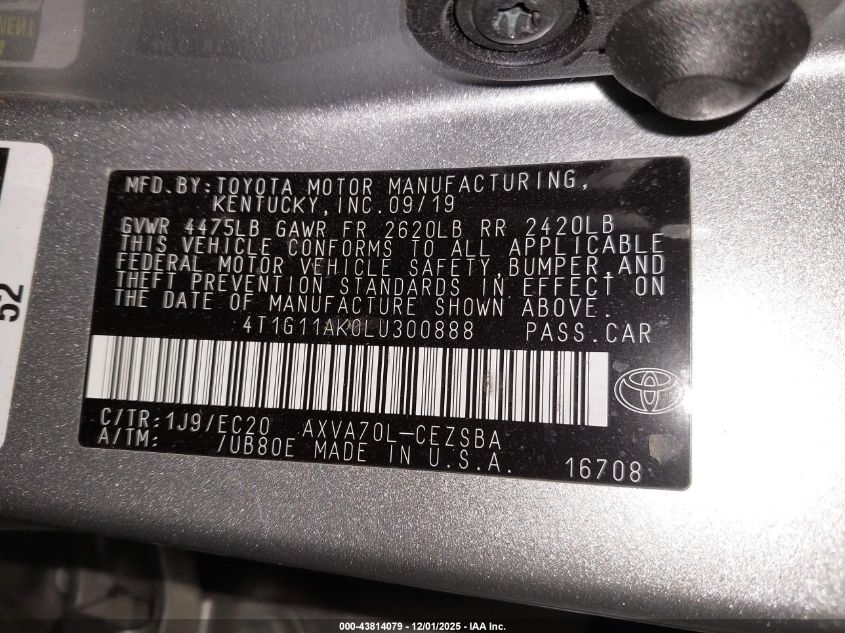 MFD.BY:TOYOTA MOTOR MANUFACTURING,
KENTUCKY,INC.09/19
GVWR 4475LB GAWR FR 2620LB RR 2420LB
THIS VEHICLE CONFORMS TO ALL APPLICABLE
FEDERAL MOTOR VEHICLE SAFETY,BUMPER,AND
THEFT PREVENTION STANDARDS IN EFFECT ON
THE DATE OF MANUFACTURE SHOWN ABOVE.
4T1G11AK0LU300888 PASS.CAR
C/TR:1J9/EC20 AXVA70L-CEZSBA
A/TM: /UB80E MADE IN U.S.A. 16708
52
000-43814079 - 12/01/2025 - IAA Inc.